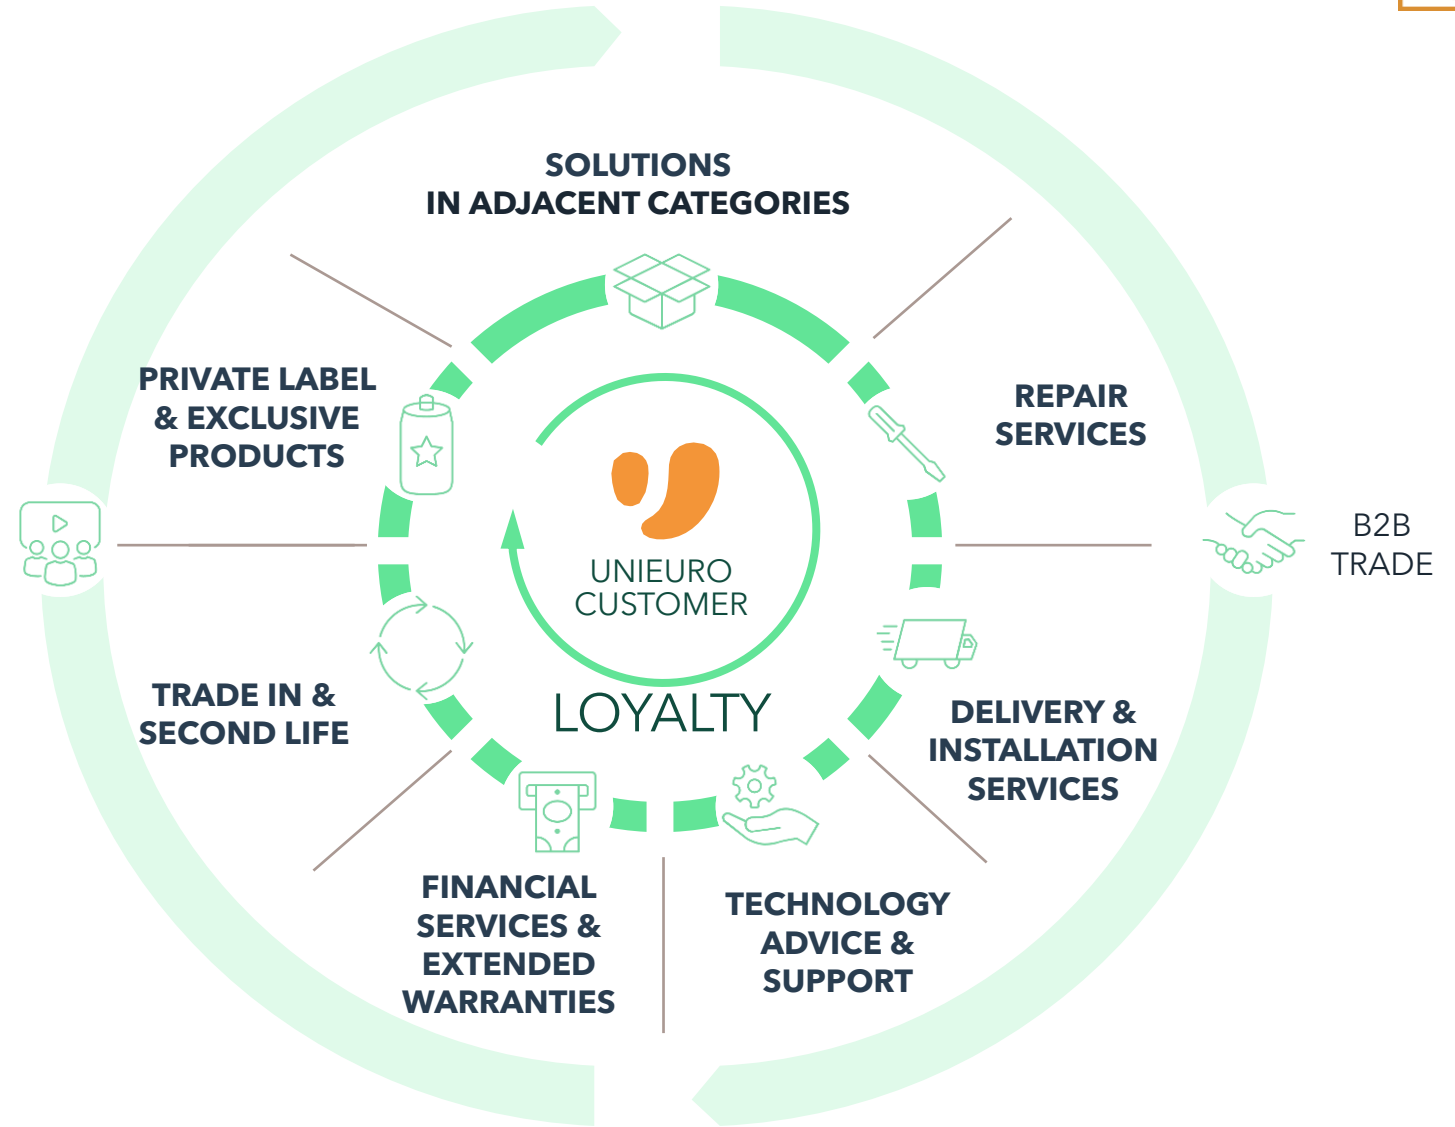 SOLUTIONS
IN ADJACENT CATEGORIES
PRIVATE LABEL
& EXCLUSIVE
PRODUCTS
REPAIR
SERVICES
UNIEURO
CUSTOMER
B2B
TRADE
LOYALTY
TRADE IN &
SECOND LIFE
DELIVERY &
INSTALLATION
SERVICES
FINANCIAL
SERVICES &
EXTENDED
WARRANTIES
TECHNOLOGY
ADVICE &
SUPPORT